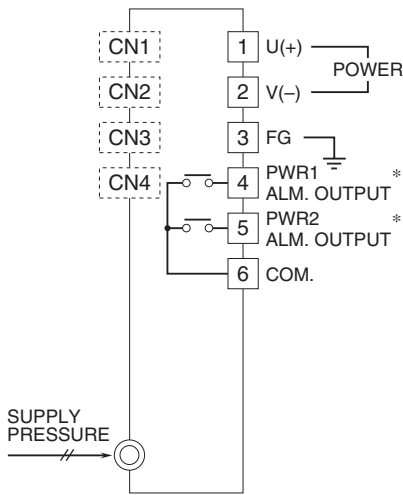 CN1
1
U(+)
POWER
CN2
2
V(–)
CN3
3
FG
CN4
4
PWR1 *
ALM. OUTPUT
5
PWR2 *
ALM. OUTPUT
6
COM.
SUPPLY
PRESSURE